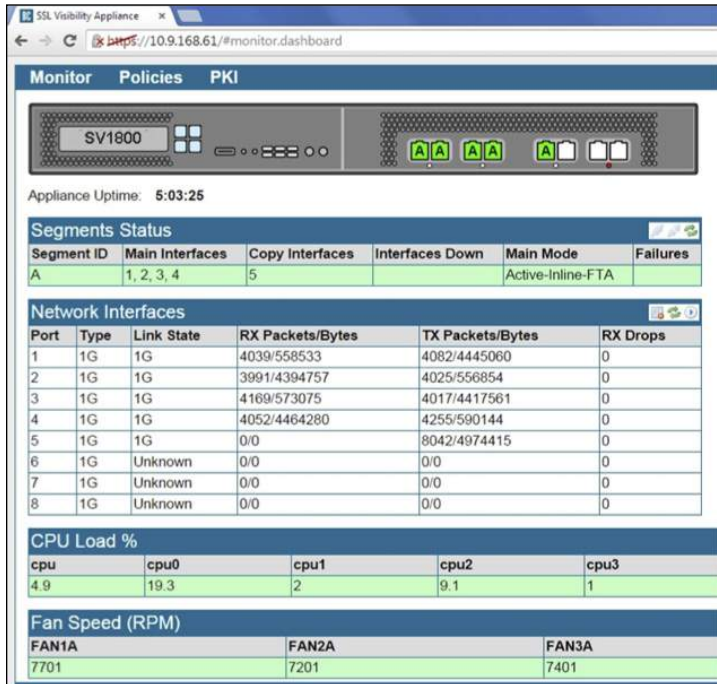 SSL Visibility Appliance
https://10.9.168.61/#monitor.dashboard
Monitor Policies PKI
SV1800
A A A A A
Appliance Uptime: 5:03:25
Segments Status
Segment ID Main Interfaces Copy Interfaces Interfaces Down Main Mode Failures
A 1, 2, 3, 4 5 Active-Inline-FTA
Network Interfaces
Port Type Link State RX Packets/Bytes TX Packets/Bytes RX Drops
1 1G 1G 4039/558533 4082/4445060 0
2 1G 1G 3991/4394757 4025/556854 0
3 1G 1G 4169/573075 4017/4417561 0
4 1G 1G 4052/4464280 4255/590144 0
5 1G 1G 0/0 8042/4974415 0
6 1G Unknown 0/0 0/0 0
7 1G Unknown 0/0 0/0 0
8 1G Unknown 0/0 0/0 0
CPU Load %
cpu cpu0 cpu1 cpu2 cpu3
4.9 19.3 2 9.1 1
Fan Speed (RPM)
FAN1A FAN2A FAN3A
7701 7201 7401